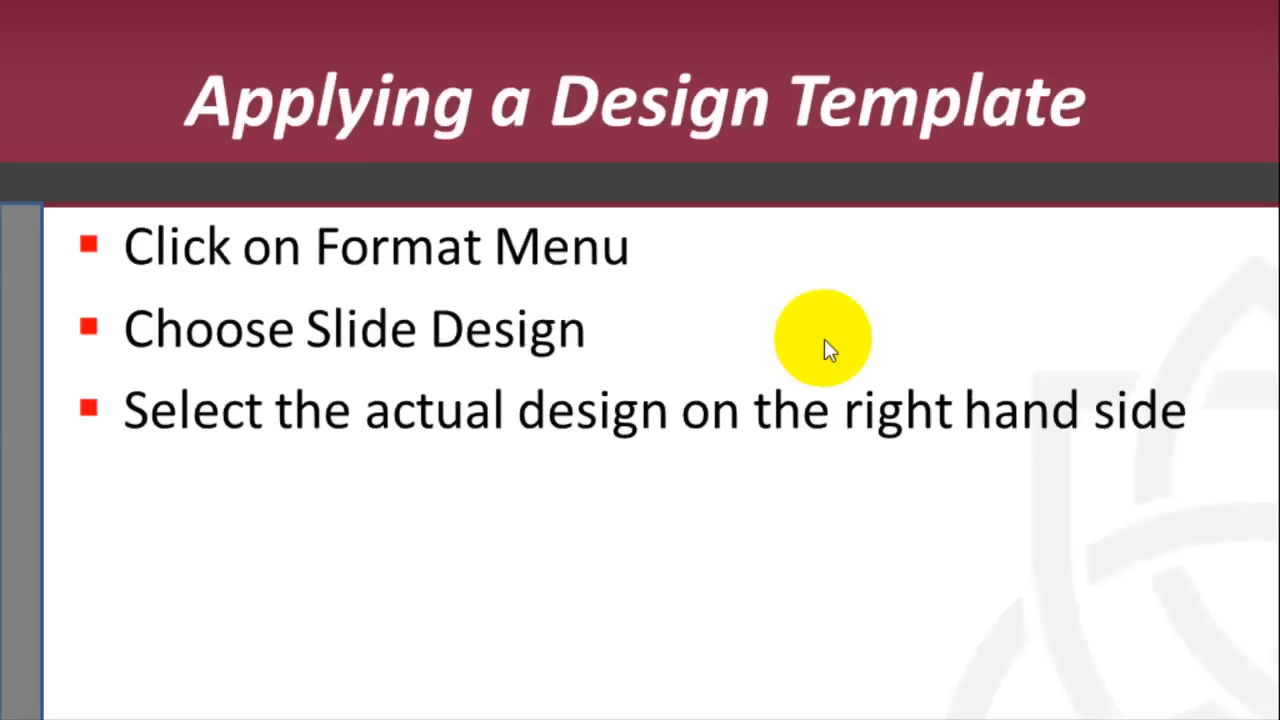 Applying a Design Template
Click on Format Menu
Choose Slide Design
Select the actual design on the right hand side